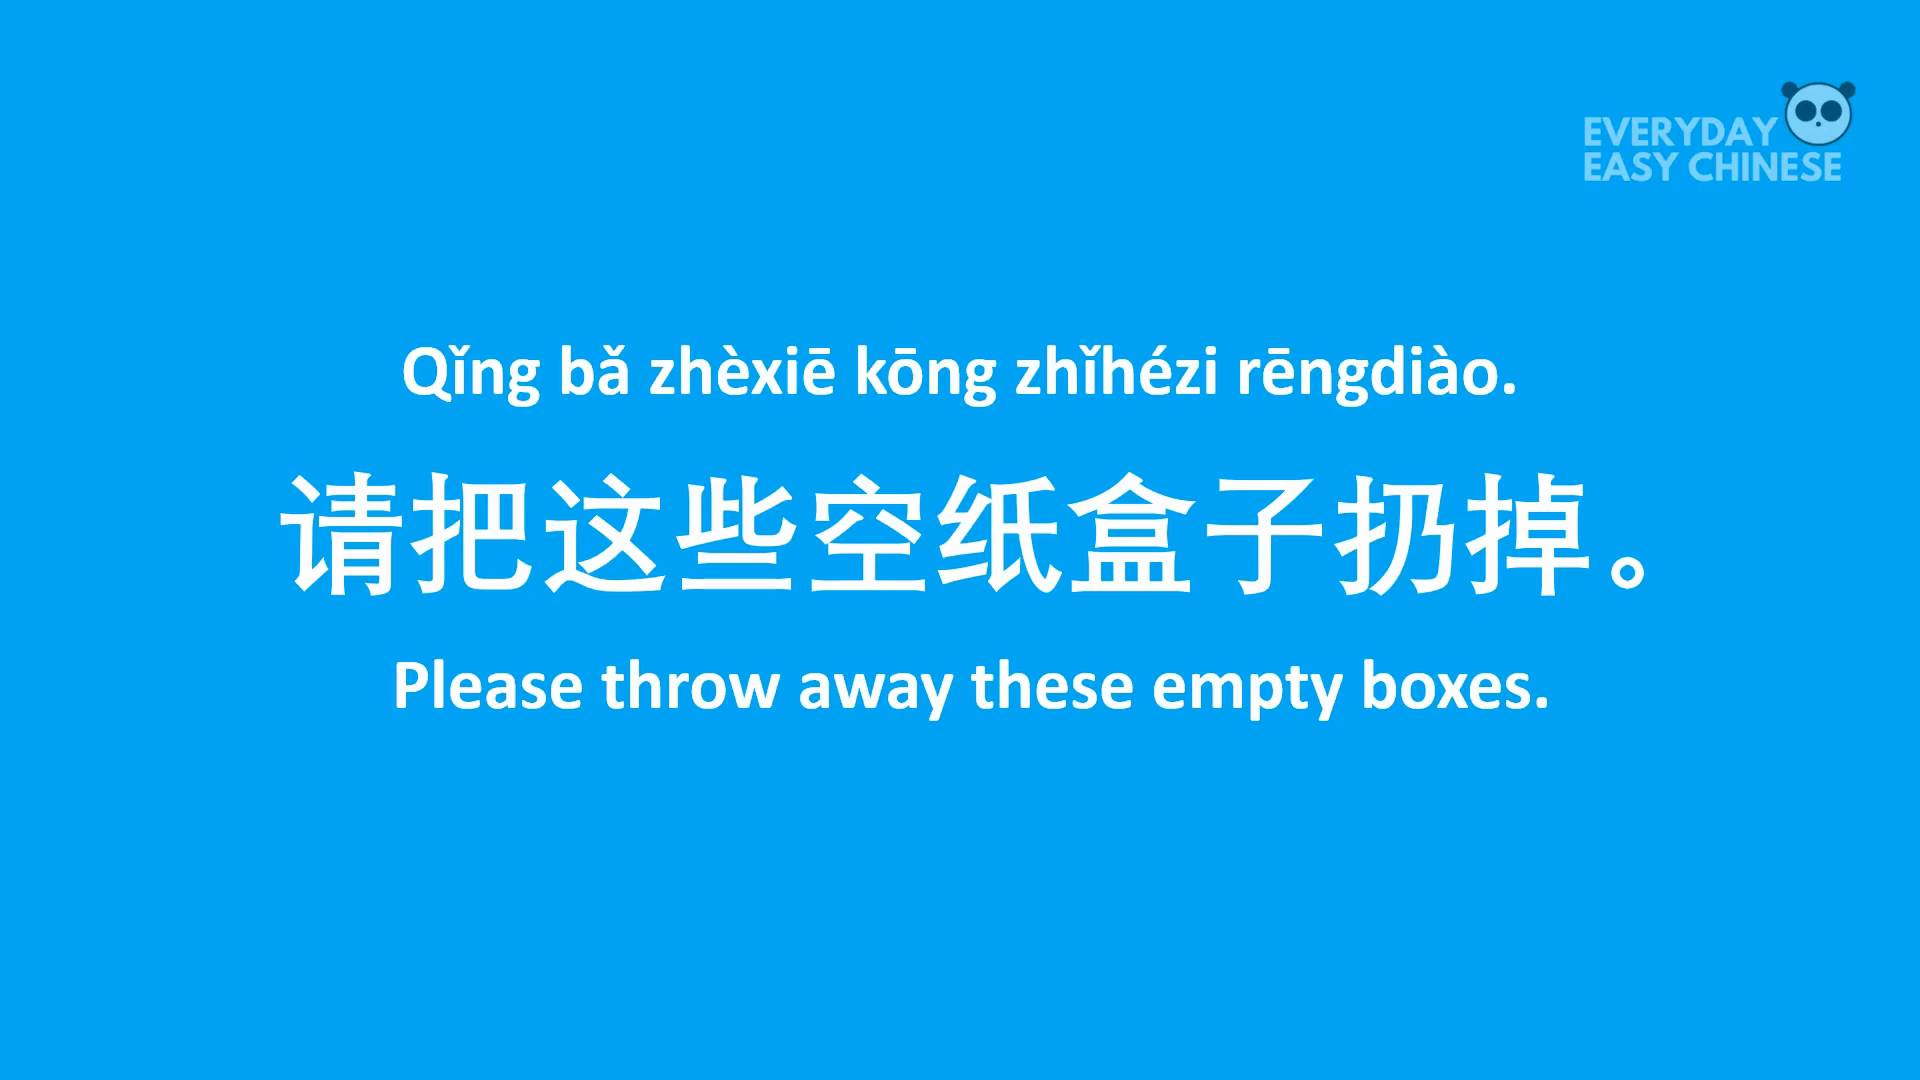 EVERYDAY
EASY CHINESE
Qǐng bǎ zhèxiē kōng zhǐhézi rēngdiào.
请把这些空纸盒子扔掉。
Please throw away these empty boxes.